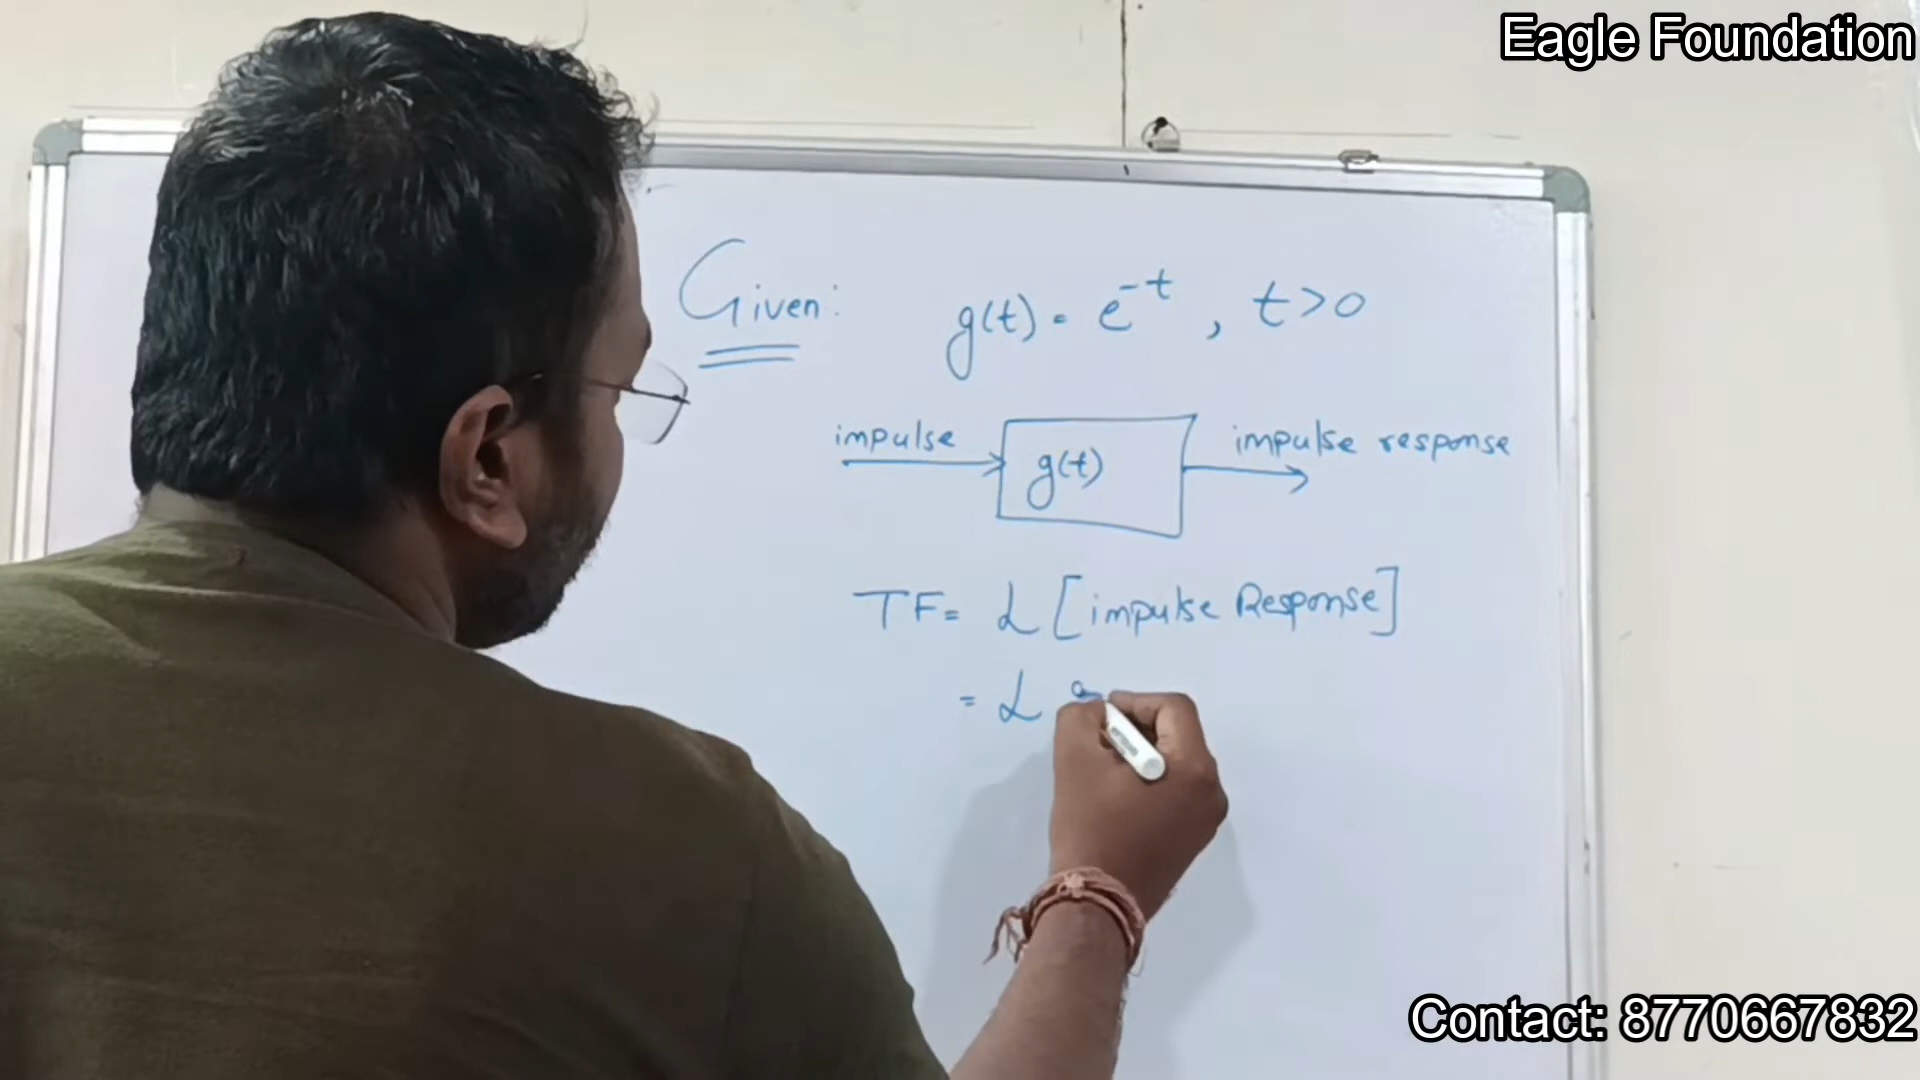 Eagle Foundation
Given: g(t) = e^-t, t>0
impulse g(t) impulse response
TF = ℒ [impulse Response]
= ℒ
Contact: 8770667832